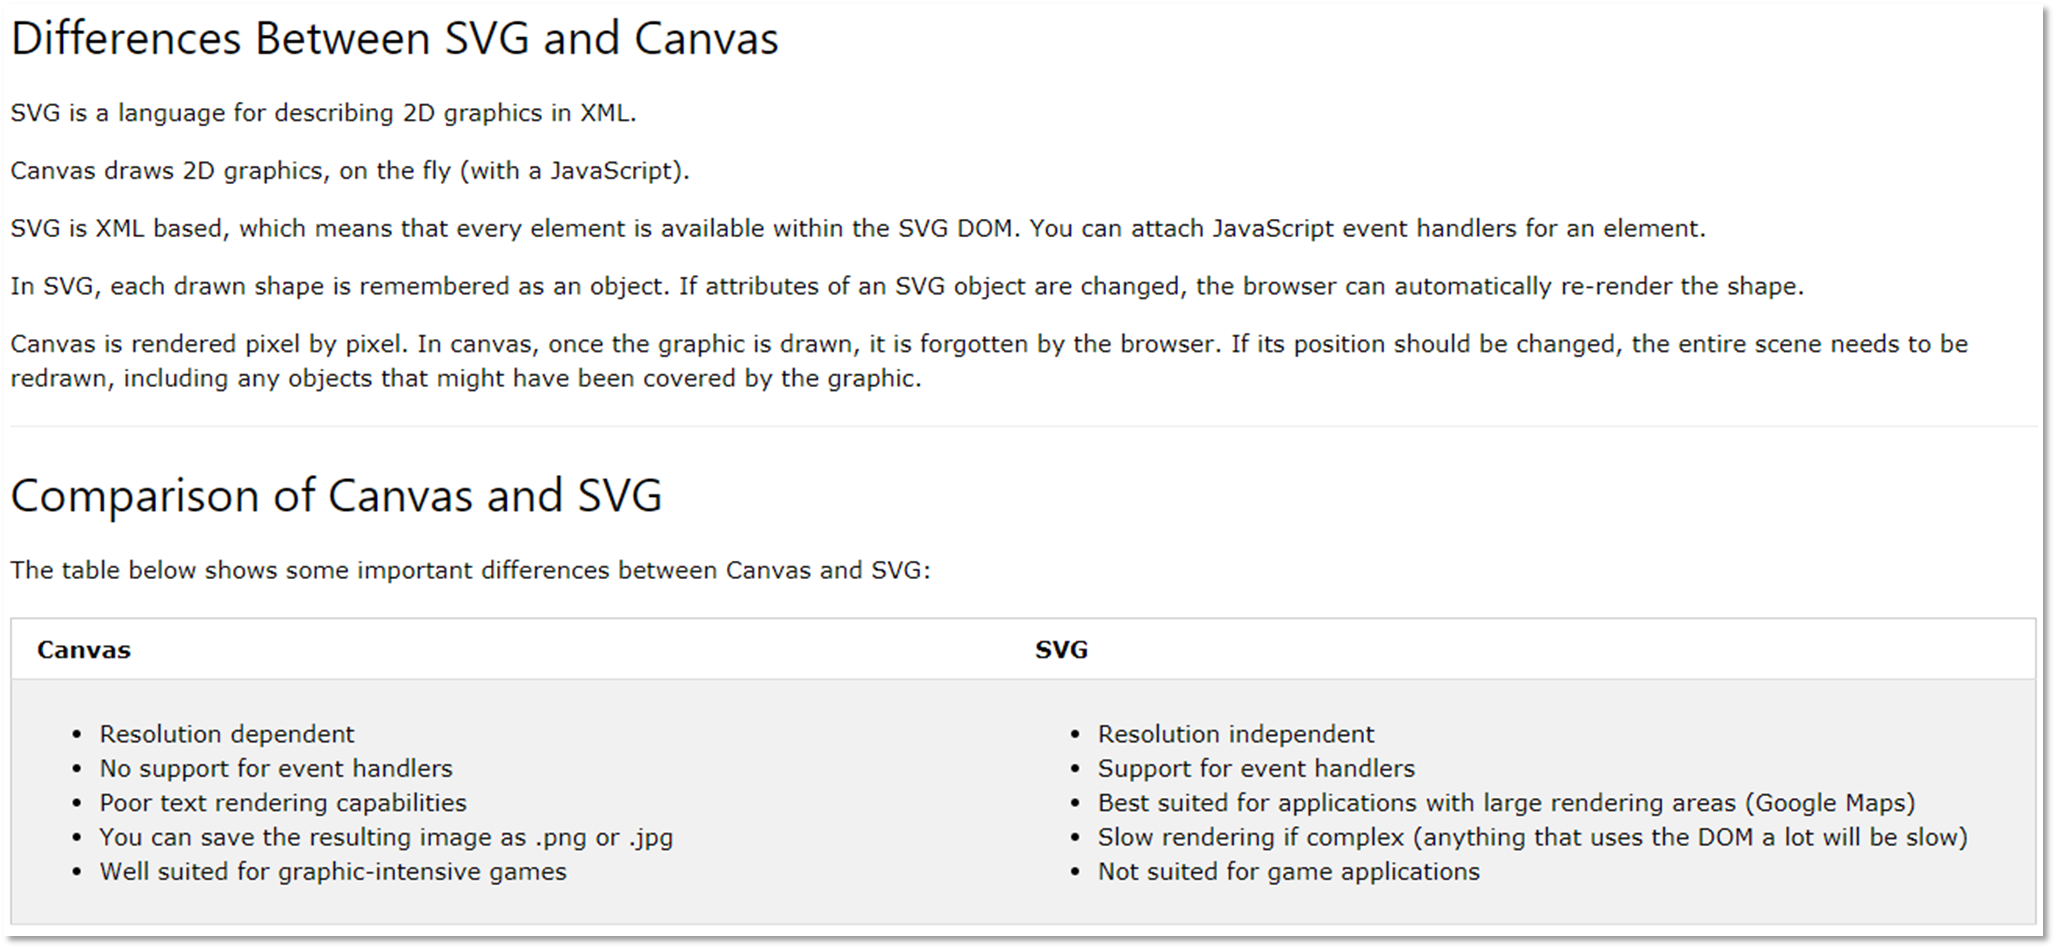 Differences Between SVG and Canvas
SVG is a language for describing 2D graphics in XML.
Canvas draws 2D graphics, on the fly (with a JavaScript).
SVG is XML based, which means that every element is available within the SVG DOM. You can attach JavaScript event handlers for an element.
In SVG, each drawn shape is remembered as an object. If attributes of an SVG object are changed, the browser can automatically re-render the shape.
Canvas is rendered pixel by pixel. In canvas, once the graphic is drawn, it is forgotten by the browser. If its position should be changed, the entire scene needs to be
redrawn, including any objects that might have been covered by the graphic.
Comparison of Canvas and SVG
The table below shows some important differences between Canvas and SVG:
Canvas
• Resolution dependent
• No support for event handlers
• Poor text rendering capabilities
• You can save the resulting image as .png or .jpg
• Well suited for graphic-intensive games
SVG
• Resolution independent
• Support for event handlers
• Best suited for applications with large rendering areas (Google Maps)
• Slow rendering if complex (anything that uses the DOM a lot will be slow)
• Not suited for game applications